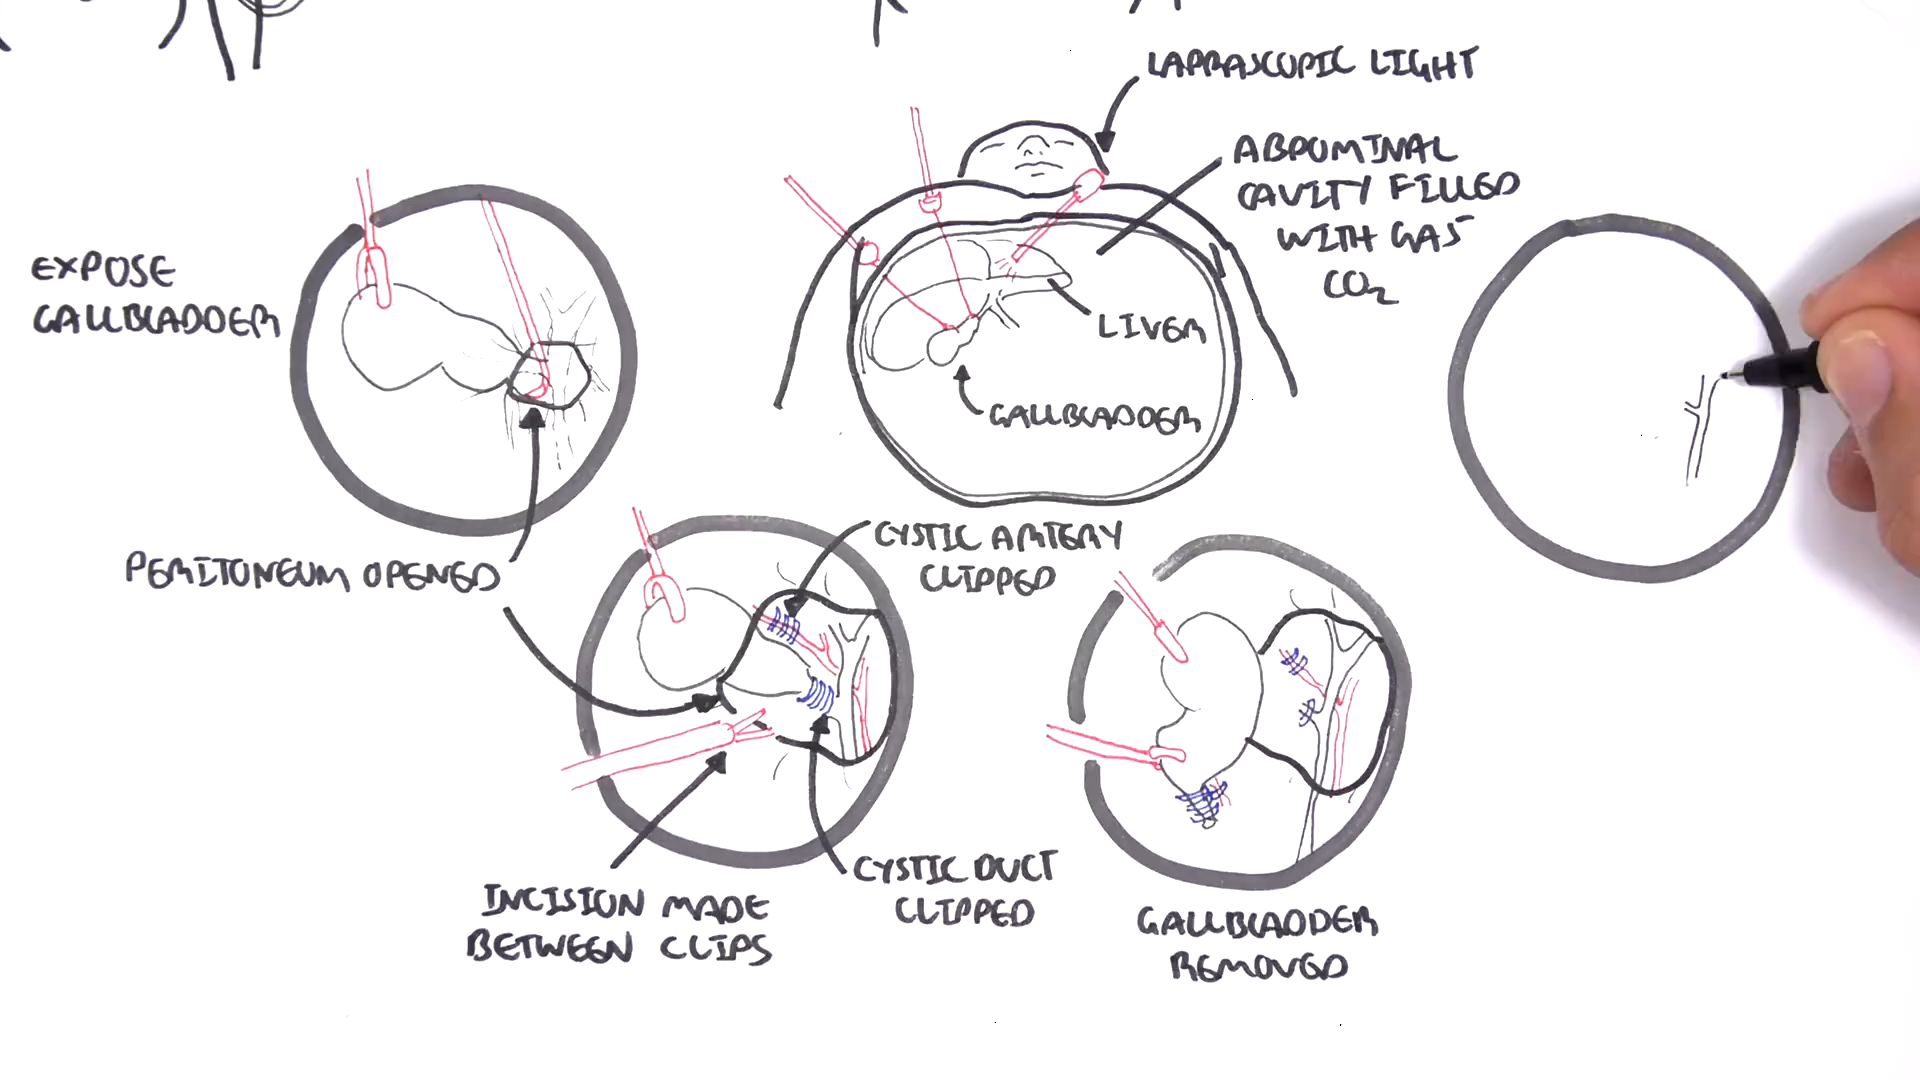 LAPRASCOPIC LIGHT
ABDOMINAL
CAVITY FILLED
WITH GAS
CO2
EXPOSE
GALLBLADDER
LIVER
GALLBLADDER
PERITONEUM OPENED
CYSTIC ARTERY
CLIPPED
CYSTIC DUCT
CLIPPED
INCISION MADE
BETWEEN CLIPS
GALLBLADDER
REMOVED